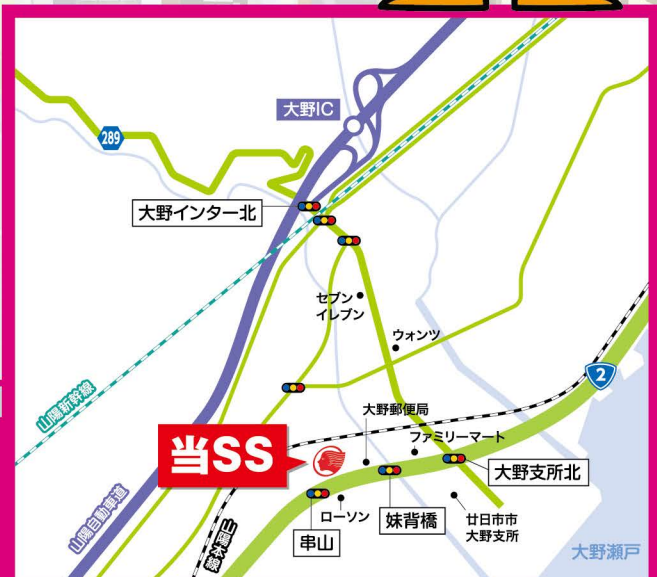 大野IC
289
大野インター北
セブン
イレブン
ウォンツ
2
山陽新幹線
大野郵便局
ファミリーマート
当SS
大野支所北
山陽自動車道
山陽本線
串山
ローソン
妹背橋
廿日市市
大野支所
大野瀬戸